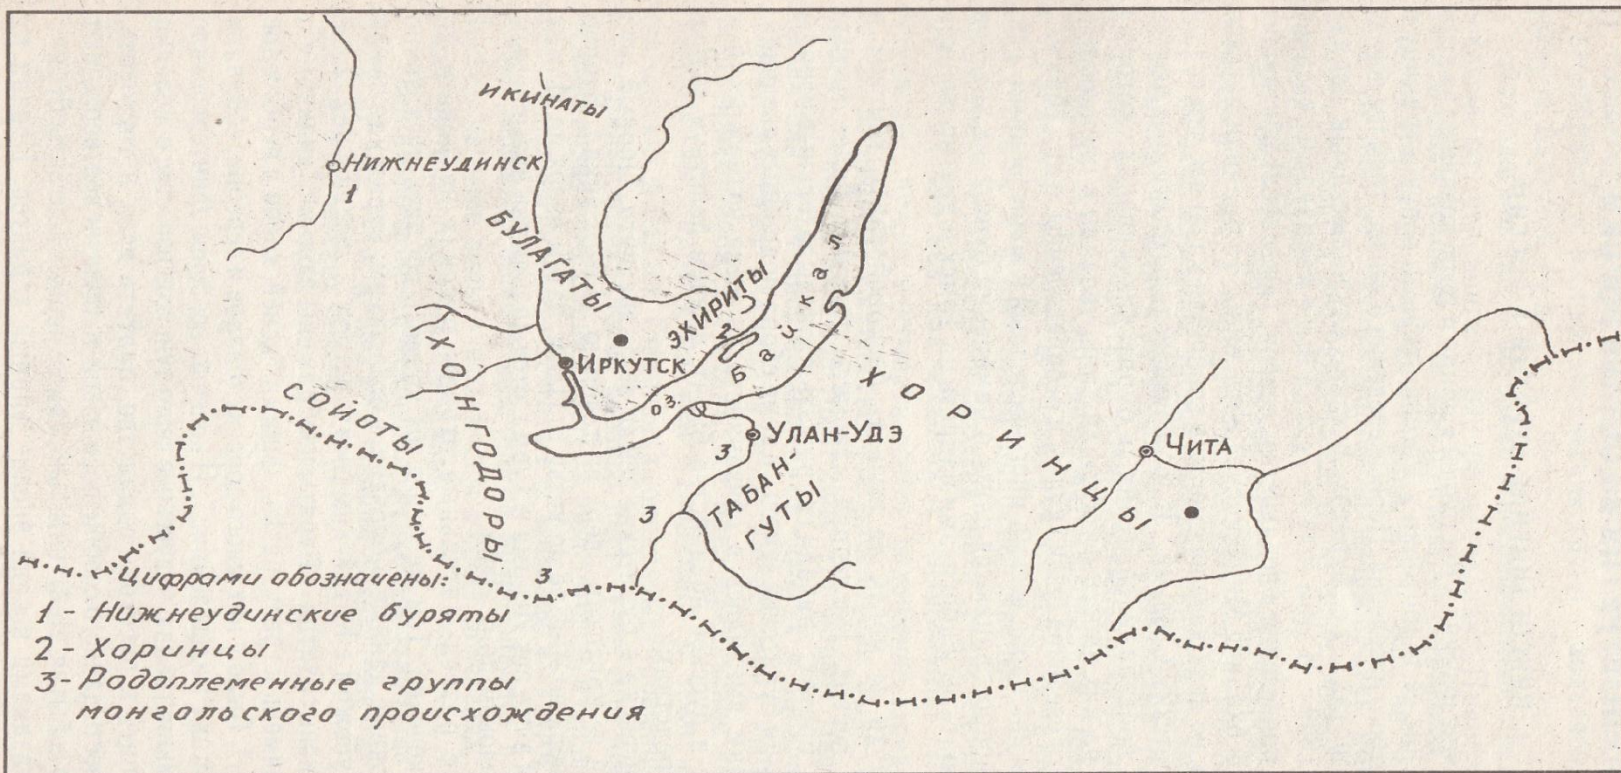 ИКИНАТЫ
НИЖНЕУДИНСК
1
БУЛАГАТЫ
ЭХИРИТЫ
2
оз. Байкал
ХОНГОДОРЫ
ИРКУТСК
СОЙОТЫ
ХОРИНЦЫ
УЛАН-УДЭ
3
ЧИТА
ТАБАН-
ГУТЫ
3
3
Цифрами обозначены:
1 - Нижнеудинские буряты
2 - Хоринцы
3 - Родоплеменные группы
монгольского происхождения